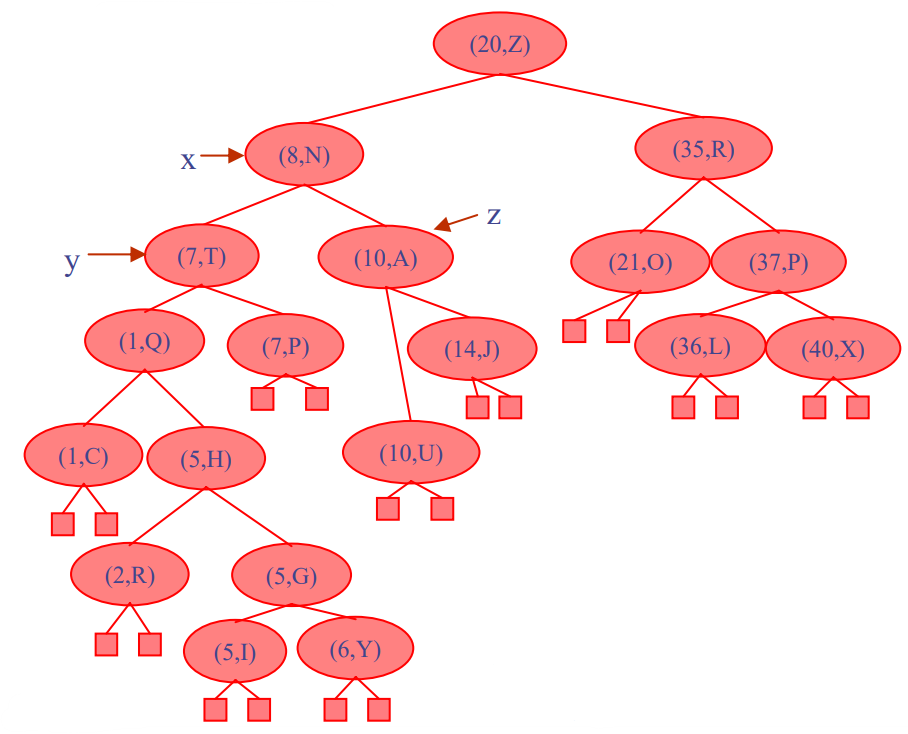 (20,Z)
x
(8,N)
(35,R)
z
y
(7,T)
(10,A)
(21,O)
(37,P)
(1,Q)
(7,P)
(14,J)
(36,L)
(40,X)
(1,C)
(5,H)
(10,U)
(2,R)
(5,G)
(5,I)
(6,Y)